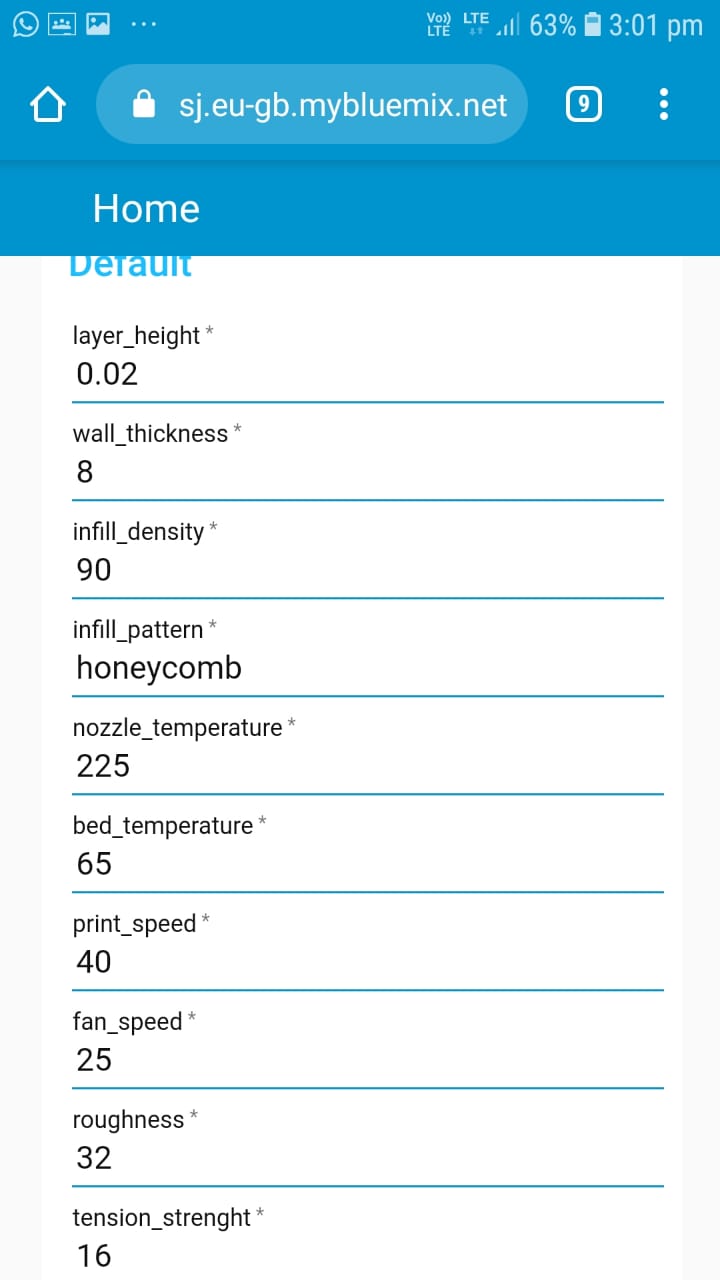 Vo))
LTE
LTE
63%
3:01 pm
sj.eu-gb.mybluemix.net
9
Home
Default
layer_height *
0.02
wall_thickness *
8
infill_density *
90
infill_pattern *
honeycomb
nozzle_temperature *
225
bed_temperature *
65
print_speed *
40
fan_speed *
25
roughness *
32
tension_strenght *
16